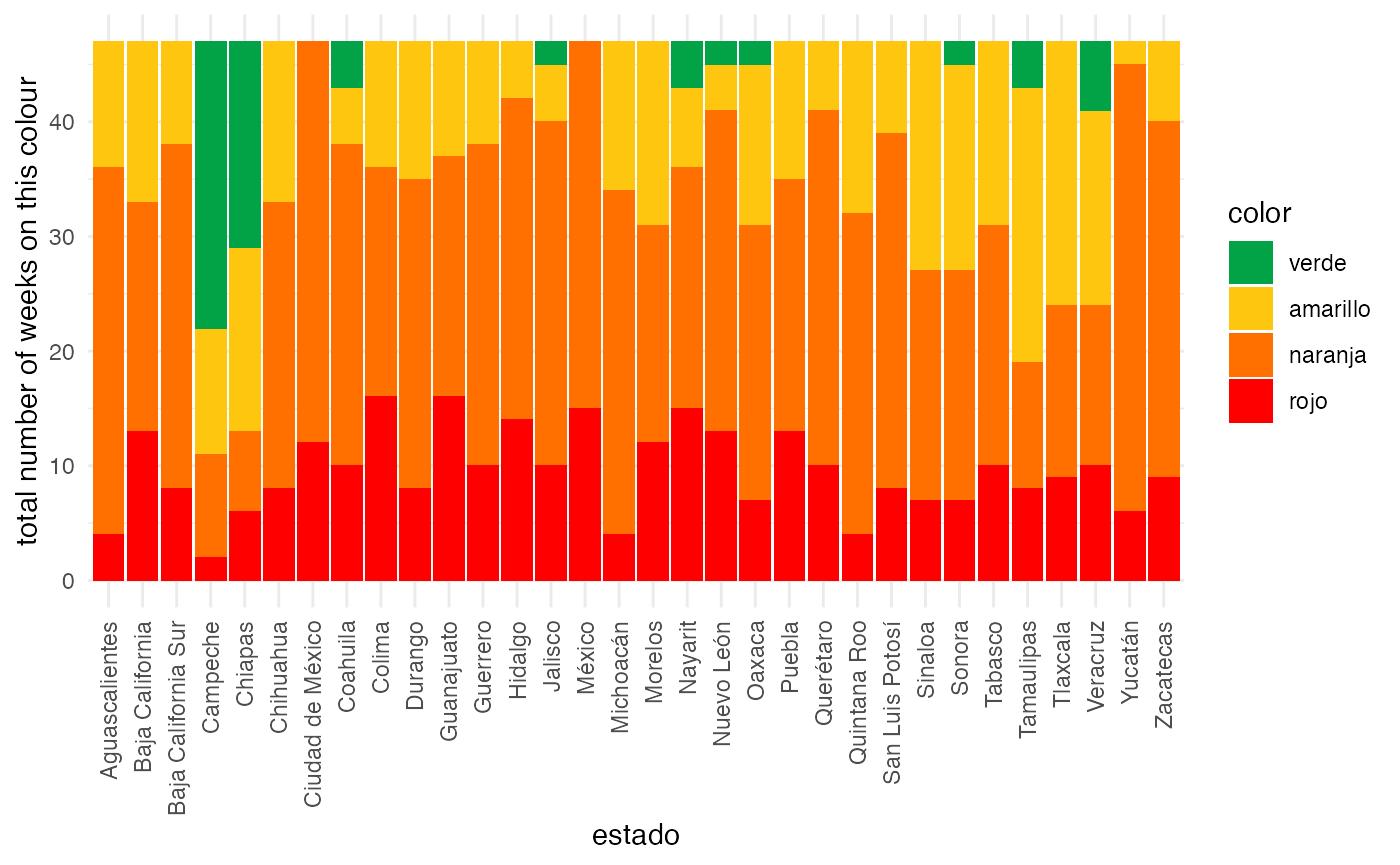 total number of weeks on this colour
40
30
20
10
0
Aguascalientes
Baja California
Baja California Sur
Campeche
Chiapas
Chihuahua
Ciudad de México
Coahuila
Colima
Durango
Guanajuato
Guerrero
Hidalgo
Jalisco
México
Michoacán
Morelos
Nayarit
Nuevo León
Oaxaca
Puebla
Querétaro
Quintana Roo
San Luis Potosí
Sinaloa
Sonora
Tabasco
Tamaulipas
Tlaxcala
Veracruz
Yucatán
Zacatecas
estado
color
verde
amarillo
naranja
rojo